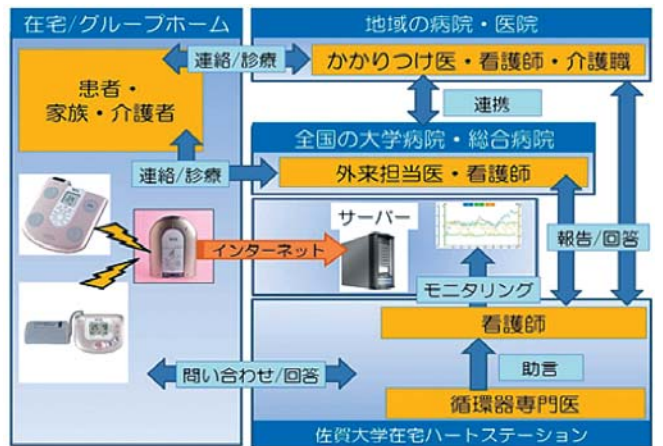 在宅/グループホーム
患者・
家族・介護者
連絡/診療
地域の病院・医院
かかりつけ医・看護師・介護職
連携
全国の大学病院・総合病院
外来担当医・看護師
連絡/診療
インターネット
サーバー
報告/回答
モニタリング
看護師
問い合わせ/回答
助言
循環器専門医
佐賀大学在宅ハートステーション